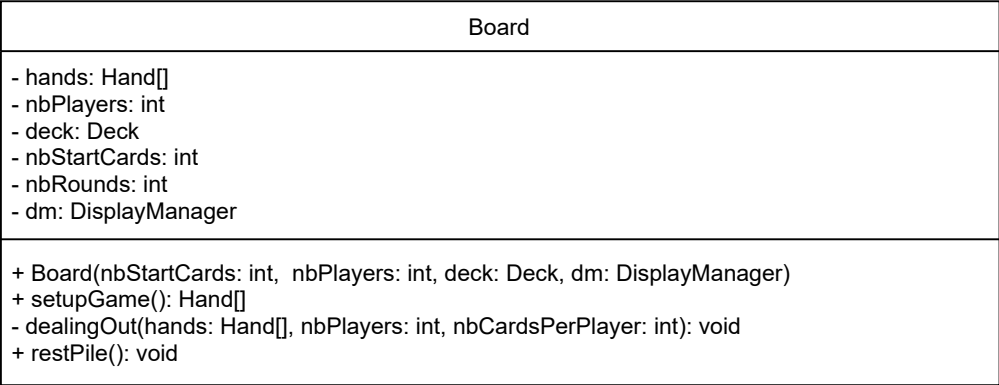 Board
- hands: Hand[]
- nbPlayers: int
- deck: Deck
- nbStartCards: int
- nbRounds: int
- dm: DisplayManager
+ Board(nbStartCards: int,  nbPlayers: int, deck: Deck, dm: DisplayManager)
+ setupGame(): Hand[]
- dealingOut(hands: Hand[], nbPlayers: int, nbCardsPerPlayer: int): void
+ restPile(): void